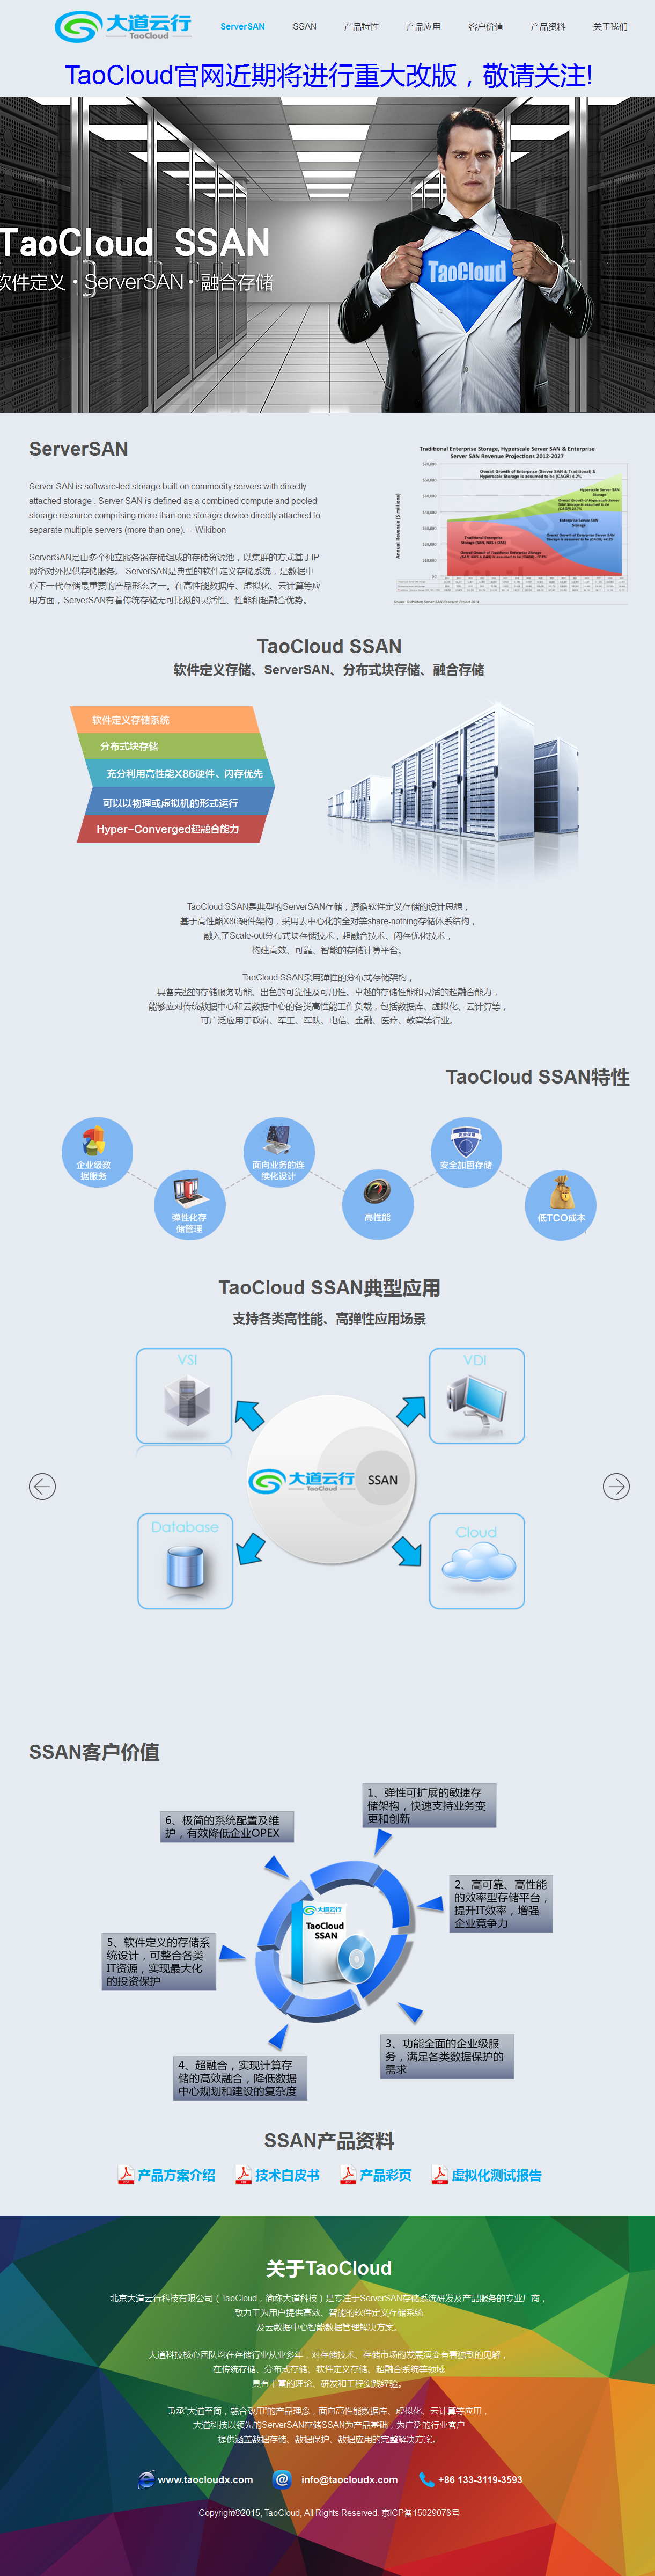 大道云行
TaoCloud
ServerSAN
SSAN
产品特性
产品应用
客户价值
产品资料
关于我们
TaoCloud官网近期将进行重大改版，敬请关注!
TaoCloud SSAN
软件定义·ServerSAN·融合存储
TaoCloud
ServerSAN
Server SAN is software-led storage built on commodity servers with directly
attached storage . Server SAN is defined as a combined compute and pooled
storage resource comprising more than one storage device directly attached to
separate multiple servers (more than one). ---Wikibon
ServerSAN是由多个独立服务器存储组成的存储资源池，以集群的方式基于IP
网络对外提供存储服务。 ServerSAN是典型的软件定义存储系统，是数据中
心下一代存储最重要的产品形态之一。在高性能数据库、虚拟化、云计算等应
用方面，ServerSAN有着传统存储无可比拟的灵活性、性能和超融合优势。
Traditional Enterprise Storage, Hyperscale Server SAN & Enterprise
Server SAN Revenue Projections 2012-2027
Annual Revenue ($ millions)
$70,000
$60,000
$50,000
$40,000
$30,000
$20,000
$10,000
$0
Overall Growth of Enterprise (Server SAN & Traditional) &
Hyperscale Storage is assumed to be (CAGR) 4.2%
Hyperscale Server SAN
Storage
Enterprise Server SAN
Storage
Traditional Enterprise
Storage (SAN, NAS + DAS)
TaoCloud SSAN
软件定义存储、ServerSAN、分布式块存储、融合存储
软件定义存储系统
分布式块存储
充分利用高性能X86硬件、闪存优先
可以以物理或虚拟机的形式运行
Hyper-Converged超融合能力
TaoCloud SSAN是典型的ServerSAN存储，遵循软件定义存储的设计思想，
基于高性能X86硬件架构，采用去中心化的全对等share-nothing存储体系结构，
融入了Scale-out分布式块存储技术，超融合技术、闪存优化技术，
构建高效、可靠、智能的存储计算平台。
TaoCloud SSAN采用弹性的分布式存储架构，
具备完整的存储服务功能、出色的可靠性及可用性、卓越的存储性能和灵活的超融合能力，
能够应对传统数据中心和云数据中心的各类高性能工作负载，包括数据库、虚拟化、云计算等，
可广泛应用于政府、军工、军队、电信、金融、医疗、教育等行业。
TaoCloud SSAN特性
企业级数
据服务
弹性化存
储管理
面向业务的连
续化设计
高性能
安全加固存储
低TCO成本
TaoCloud SSAN典型应用
支持各类高性能、高弹性应用场景
VSI
VDI
大道云行
TaoCloud
SSAN
Database
Cloud
SSAN客户价值
1、弹性可扩展的敏捷存
储架构，快速支持业务变
更和创新
6、极简的系统配置及维
护，有效降低企业OPEX
2、高可靠、高性能
的效率型存储平台，
提升IT效率，增强
企业竞争力
大道云行
TaoCloud
SSAN
5、软件定义的存储系
统设计，可整合各类
IT资源，实现最大化
的投资保护
3、功能全面的企业级服
务，满足各类数据保护的
需求
4、超融合，实现计算存
储的高效融合，降低数据
中心规划和建设的复杂度
SSAN产品资料
产品方案介绍
技术白皮书
产品彩页
虚拟化测试报告
关于TaoCloud
北京大道云行科技有限公司（TaoCloud，简称大道科技）是专注于ServerSAN存储系统研发及产品服务的专业厂商，
致力于为用户提供高效、智能的软件定义存储系统
及云数据中心智能数据管理解决方案。
大道科技核心团队均在存储行业从业多年，对存储技术、存储市场的发展演变有着独到的见解，
在传统存储、分布式存储、软件定义存储、超融合系统等领域
具有丰富的理论、研发和工程实践经验。
秉承“大道至简，融合致用”的产品理念，面向高性能数据库、虚拟化、云计算等应用，
大道科技以领先的ServerSAN存储SSAN为产品基础，为广泛的行业客户
提供涵盖数据存储、数据保护、数据应用的完整解决方案。
www.taocloudx.com
info@taocloudx.com
+86 133-3119-3593
Copyright©2015, TaoCloud, All Rights Reserved. 京ICP备15029078号